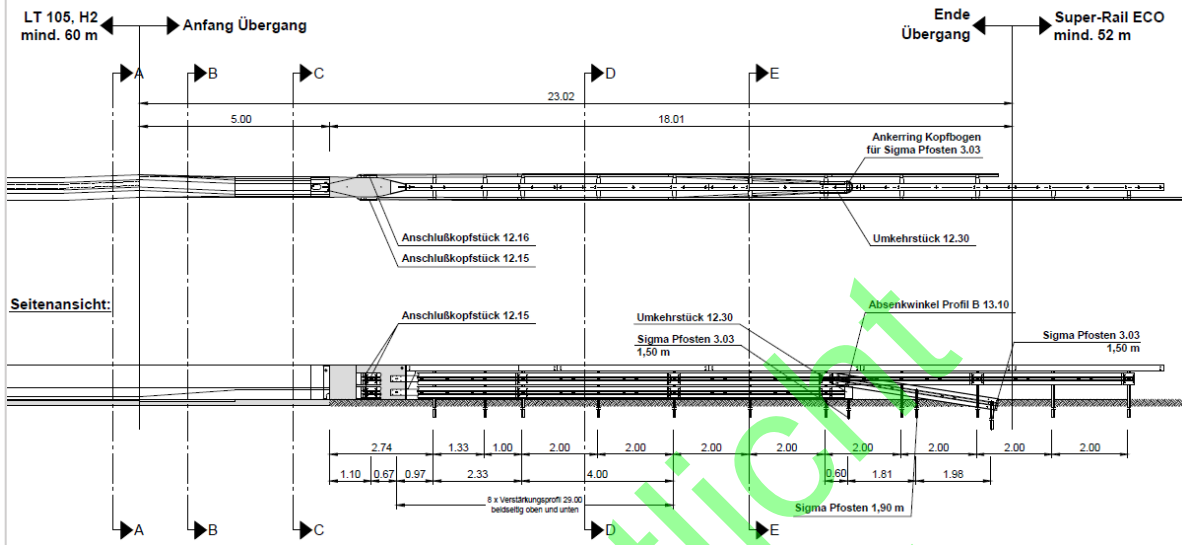 LT 105, H2
mind. 60 m
Anfang Übergang
Ende
Übergang
Super-Rail ECO
mind. 52 m
A
B
C
D
E
23.02
5.00
18.01
Ankerring Kopfbogen
für Sigma Pfosten 3.03
Anschlußkopfstück 12.16
Anschlußkopfstück 12.15
Umkehrstück 12.30
Seitenansicht:
Anschlußkopfstück 12.15
Umkehrstück 12.30
Sigma Pfosten 3.03
1,50 m
Absenkwinkel Profil B 13.10
Sigma Pfosten 3.03
1,50 m
2.74
1.33
1.00
2.00
2.00
2.00
2.00
2.00
2.00
2.00
2.00
1.10
0.67
0.97
2.33
4.00
0.60
1.81
1.98
8 x Verstärkungsprofil 29.00
beidseitig oben und unten
Sigma Pfosten 1,90 m
A
B
C
D
E
tlicht